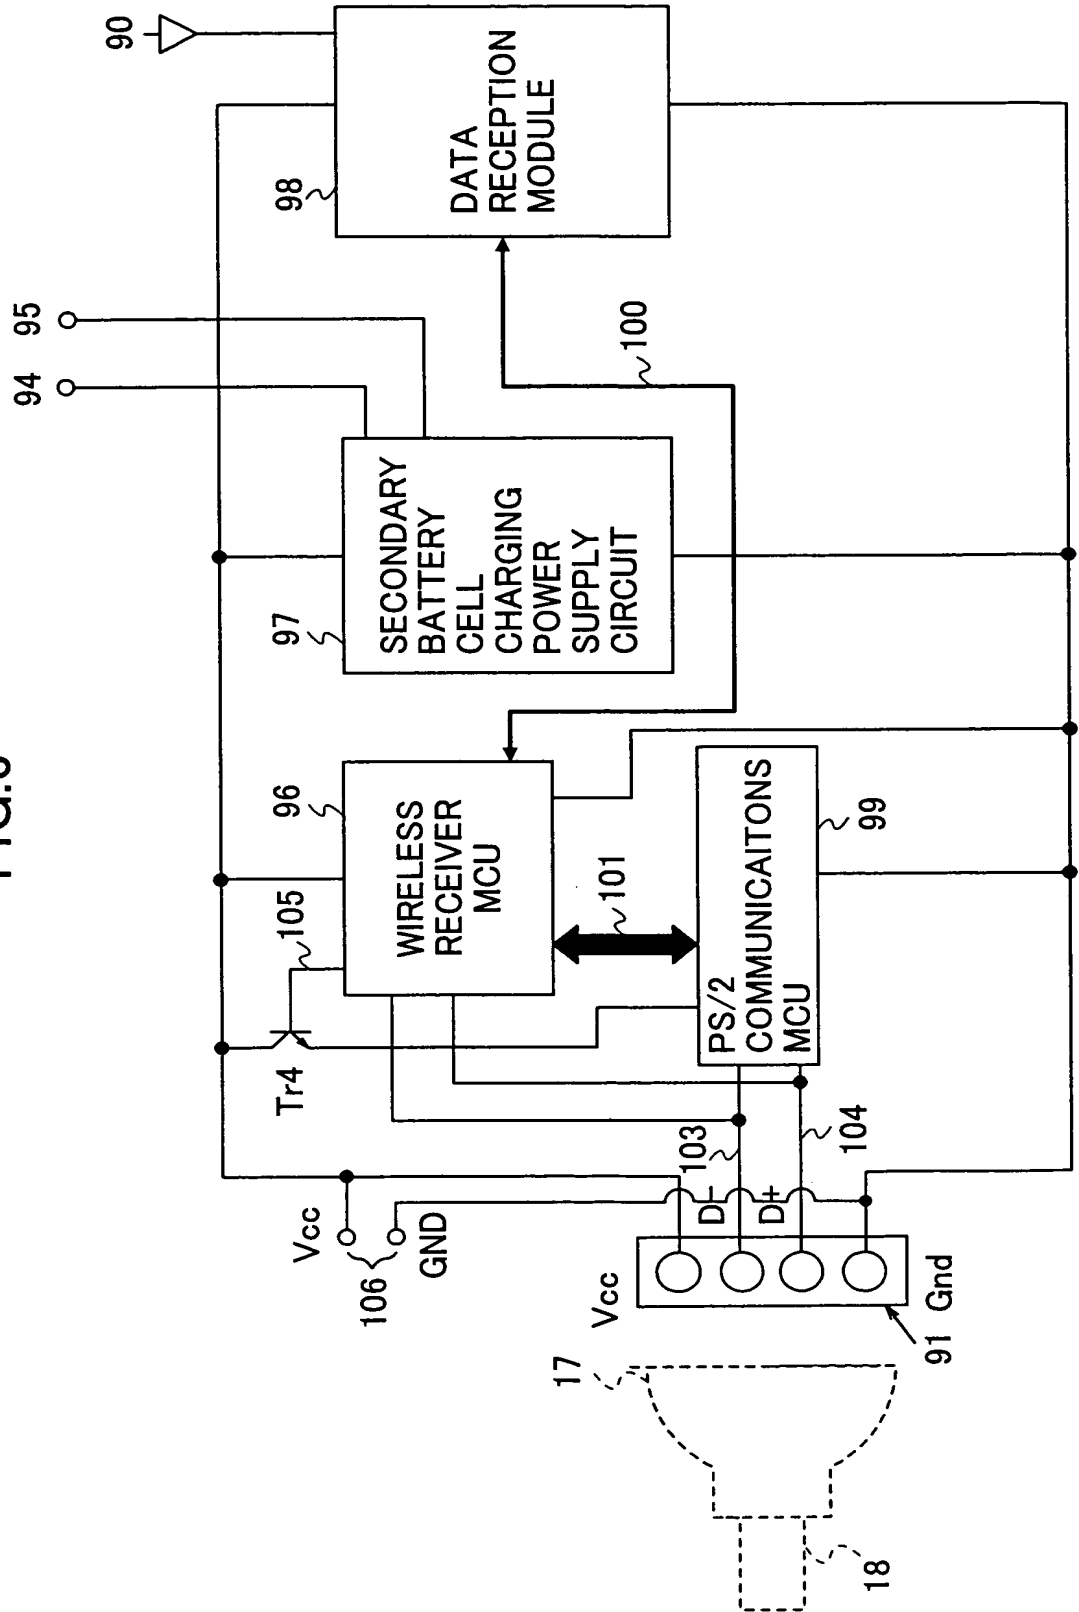 94
95
90
Vcc
GND
106
Tr4
105
96
97
98
WIRELESS
RECEIVER
MCU
SECONDARY
BATTERY
CELL
CHARGING
POWER
SUPPLY
CIRCUIT
DATA
RECEPTION
MODULE
17
18
Vcc
D-
D+
Gnd
91
103
104
101
100
PS/2
COMMUNICAITONS
MCU
99